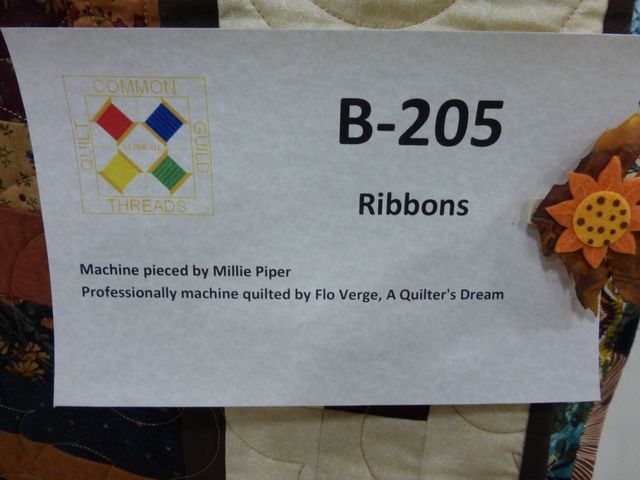 COMMON
QUILT
GUILD
VERMONT
THREADS
B-205
Ribbons
Machine pieced by Millie Piper
Professionally machine quilted by Flo Verge, A Quilter's Dream